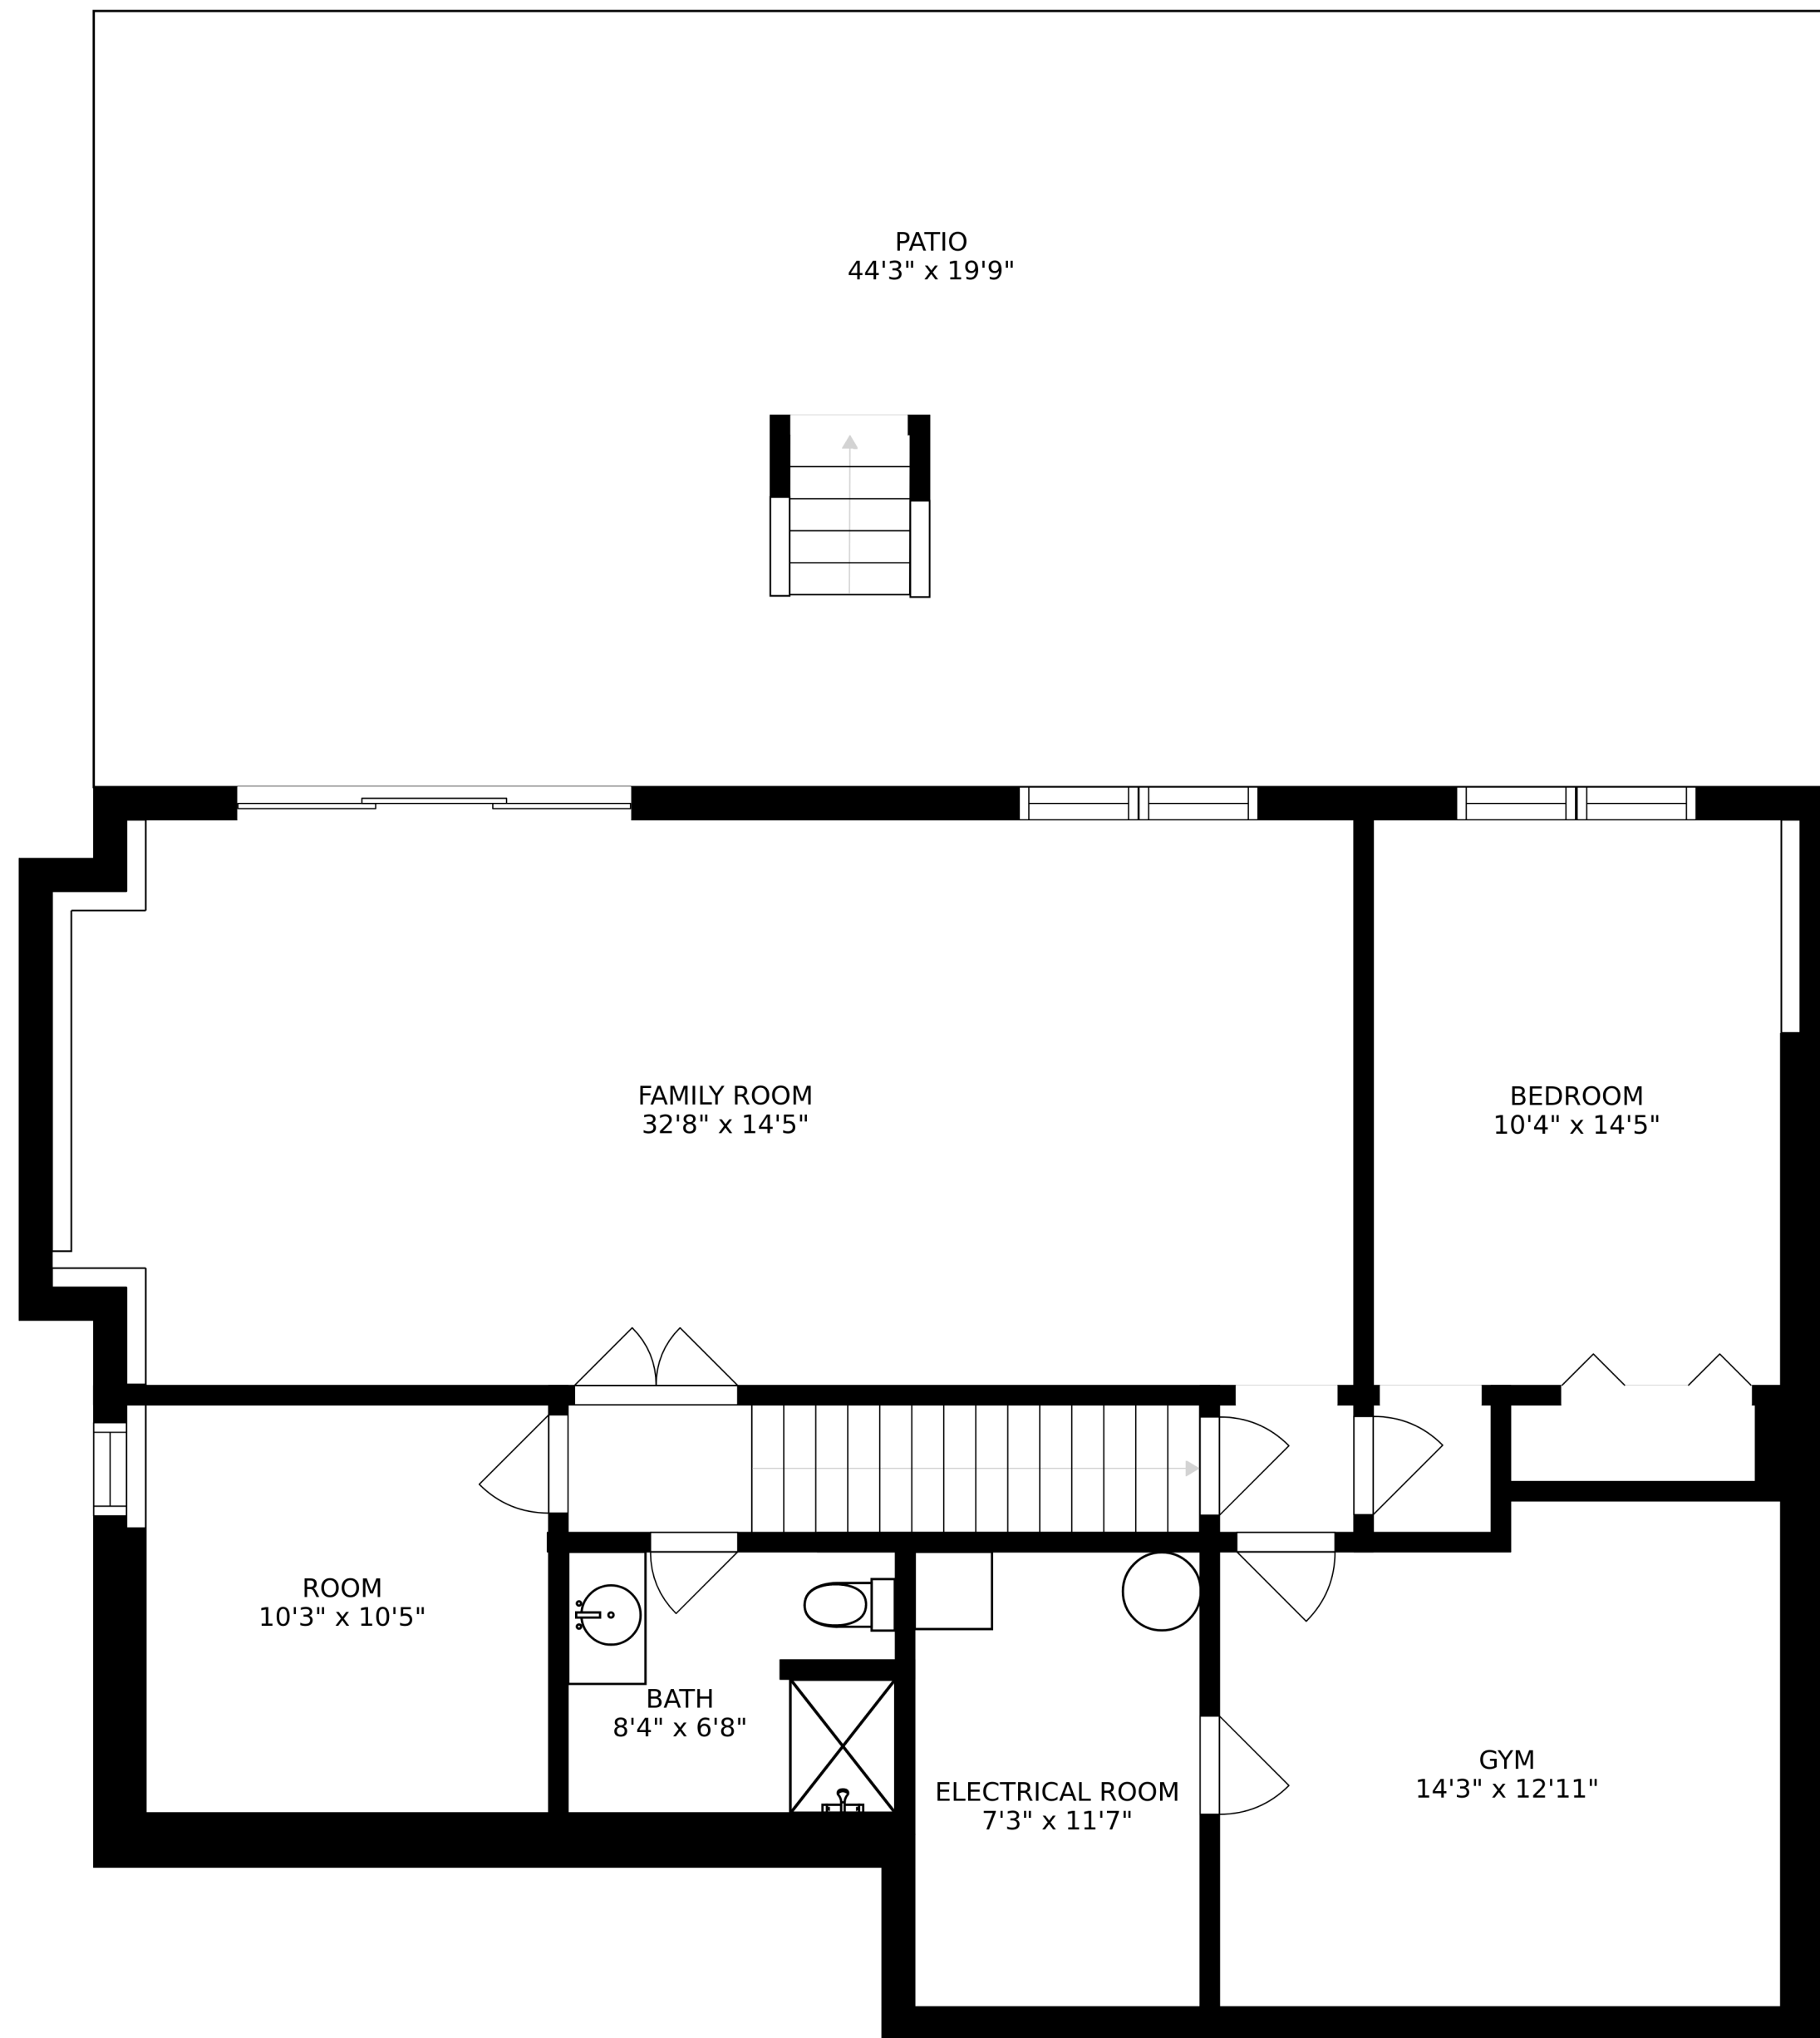 PATIO
44'3" x 19'9"
FAMILY ROOM
32'8" x 14'5"
BEDROOM
10'4" x 14'5"
ROOM
10'3" x 10'5"
BATH
8'4" x 6'8"
ELECTRICAL ROOM
7'3" x 11'7"
GYM
14'3" x 12'11"